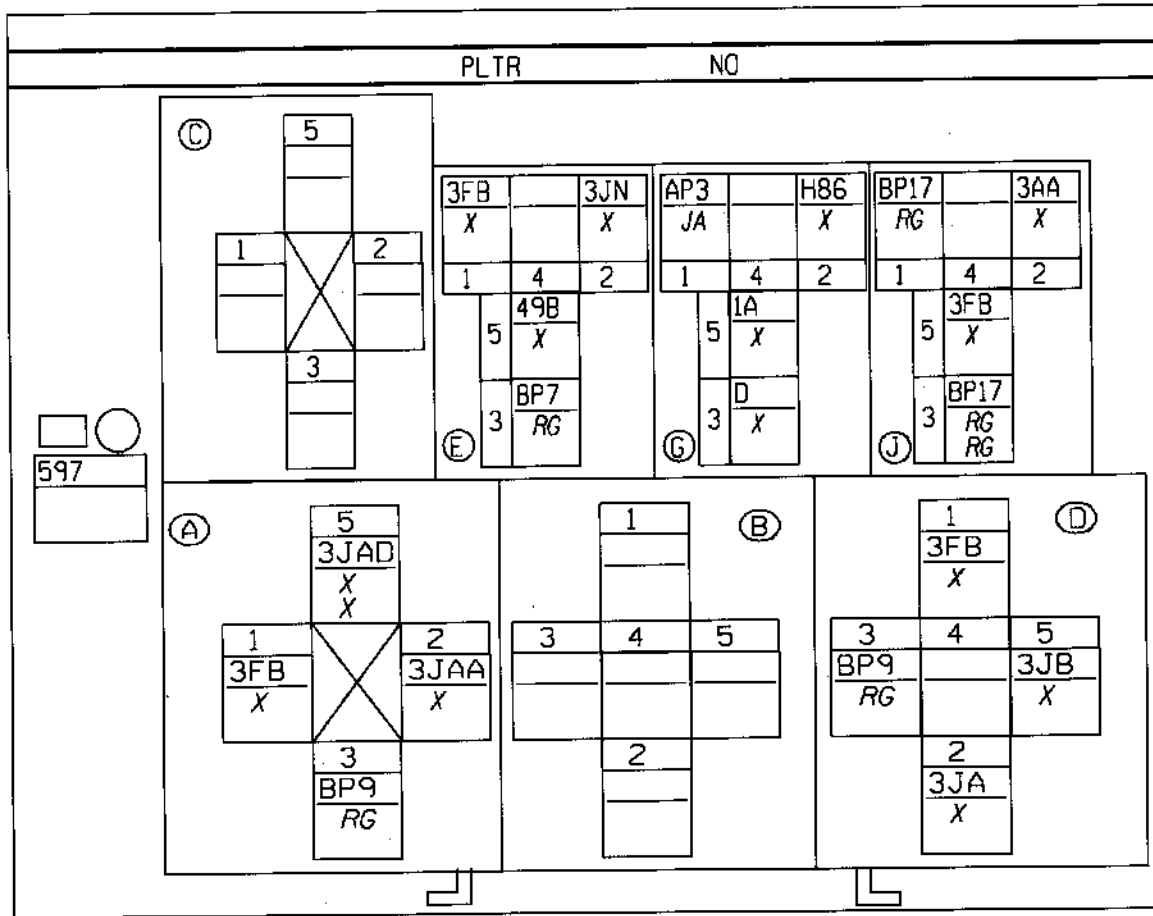 PLTR NO
C
5
1 2
3
3FB 3JN
X X
1 4 2
49B
5 X
BP7
3 RG
E
AP3 H86
JA X
1 4 2
1A
5 X
D
3 X
G
BP17 3AA
RG X
1 4 2
3FB
5 X
BP17
3 RG
RG
J
597
A
5
3JAD
X
X
1 2
3FB 3JAA
X X
3
BP9
RG
B
1
3 4 5
2
D
1
3FB
X
3 4 5
BP9 3JB
RG X
2
3JA
X